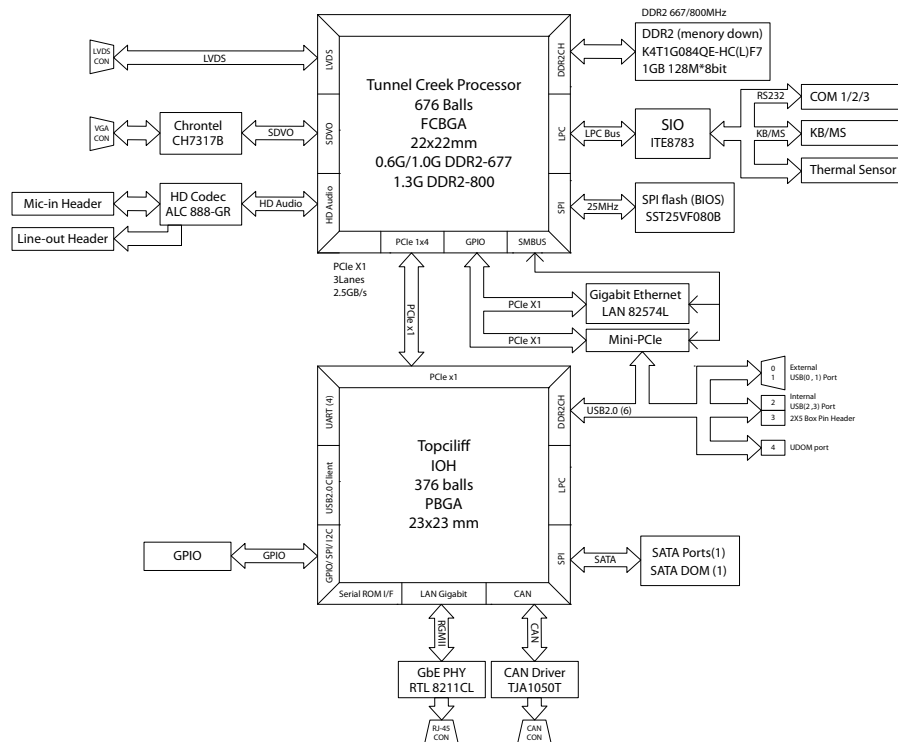 DDR2 667/800MHz
LVDS
CON
LVDS
LVDS
Tunnel Creek Processor
676 Balls
FCBGA
22x22mm
0.6G/1.0G DDR2-677
1.3G DDR2-800
DDR2CH
DDR2 (menory down)
K4T1G084QE-HC(L)F7
1GB 128M*8bit
VGA
CON
Chrontel
CH7317B
SDVO
SDVO
LPC
LPC Bus
SIO
ITE8783
RS232
COM 1/2/3
KB/MS
KB/MS
Thermal Sensor
Mic-in Header
HD Codec
ALC 888-GR
HD Audio
HD Audio
Line-out Header
SPI
25MHz
SPI flash (BIOS)
SST25VF080B
PCIe 1x4
GPIO
SMBUS
PCIe X1
3Lanes
2.5GB/s
PCIe x1
PCIe X1
Gigabit Ethernet
LAN 82574L
PCIe X1
Mini-PCIe
PCIe x1
UART (4)
USB2.0 Client
GPIO/ SPI/ I2C
Topciliff
IOH
376 balls
PBGA
23x23 mm
DDR2CH
LPC
SPI
USB2.0 (6)
0
1
External
USB(0 , 1) Port
2
3
Internal
USB(2 ,3) Port
2X5 Box Pin Header
4
UDOM port
GPIO
GPIO
SATA
SATA Ports(1)
SATA DOM (1)
Serial ROM I/F
LAN Gigabit
CAN
RGMII
CAN
GbE PHY
RTL 8211CL
CAN Driver
TJA1050T
RJ-45
CON
CAN
CON